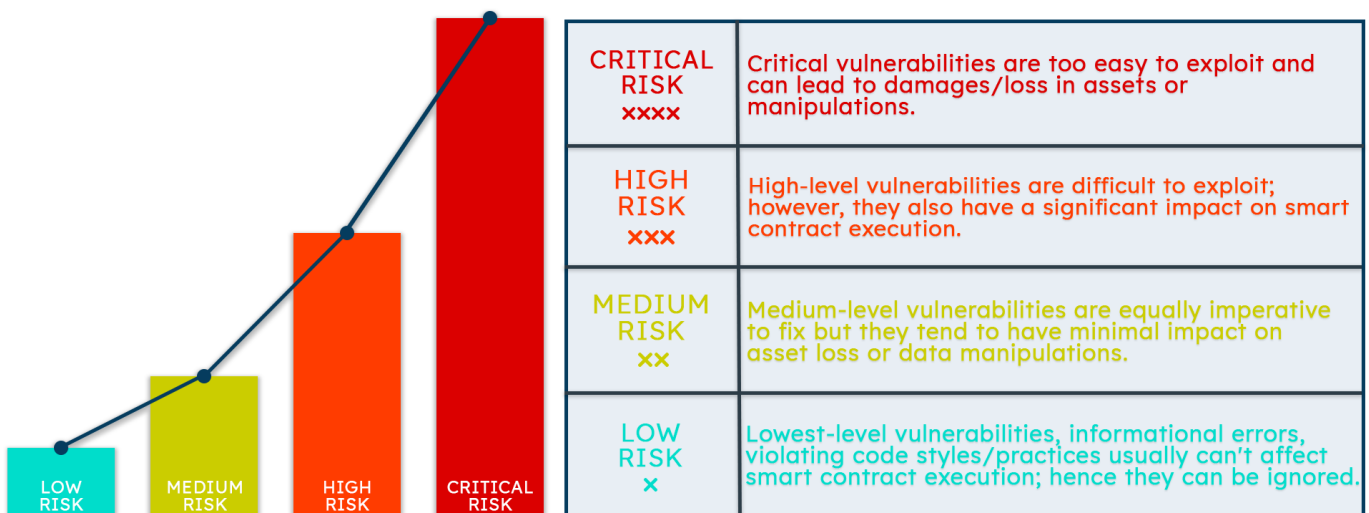 LOW
RISK
MEDIUM
RISK
HIGH
RISK
CRITICAL
RISK
CRITICAL
RISK
××××
Critical vulnerabilities are too easy to exploit and
can lead to damages/loss in assets or
manipulations.
HIGH
RISK
×××
High-level vulnerabilities are difficult to exploit;
however, they also have a significant impact on smart
contract execution.
MEDIUM
RISK
××
Medium-level vulnerabilities are equally imperative
to fix but they tend to have minimal impact on
asset loss or data manipulations.
LOW
RISK
×
Lowest-level vulnerabilities, informational errors,
violating code styles/practices usually can't affect
smart contract execution; hence they can be ignored.